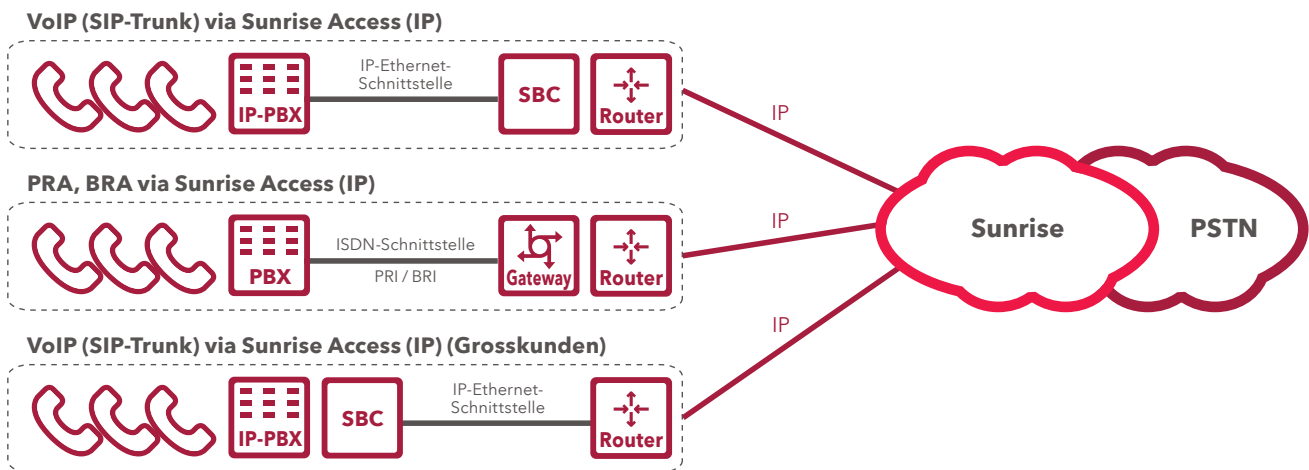 VoIP (SIP-Trunk) via Sunrise Access (IP)
IP-PBX
IP-Ethernet-
Schnittstelle
SBC
Router
IP
PRA, BRA via Sunrise Access (IP)
PBX
ISDN-Schnittstelle
PRI / BRI
Gateway
Router
IP
Sunrise
PSTN
VoIP (SIP-Trunk) via Sunrise Access (IP) (Grosskunden)
IP-PBX
SBC
IP-Ethernet-
Schnittstelle
Router
IP